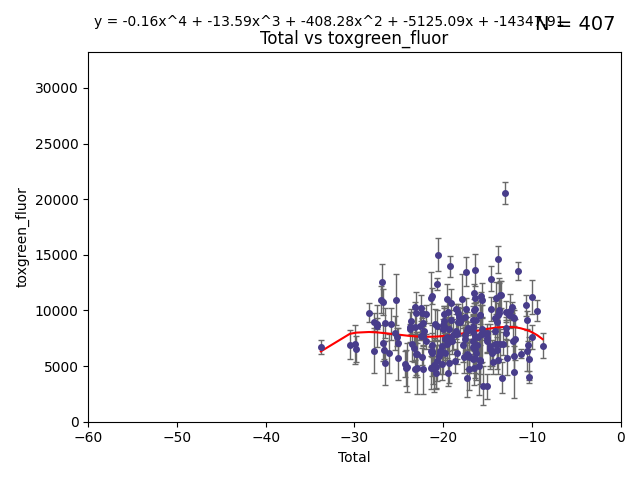 y = -0.16x^4 + -13.59x^3 + -408.28x^2 + -5125.09x + -14347.91
N = 407
Total vs toxgreen_fluor
30000
25000
20000
15000
10000
5000
0
toxgreen_fluor
−60
−50
−40
−30
−20
−10
0
Total